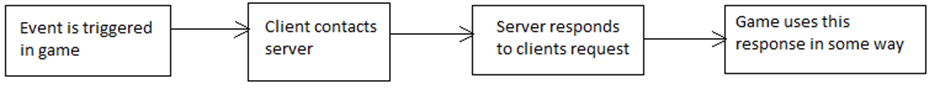 Event is triggered
in game
Client contacts
server
Server responds
to clients request
Game uses this
response in some way